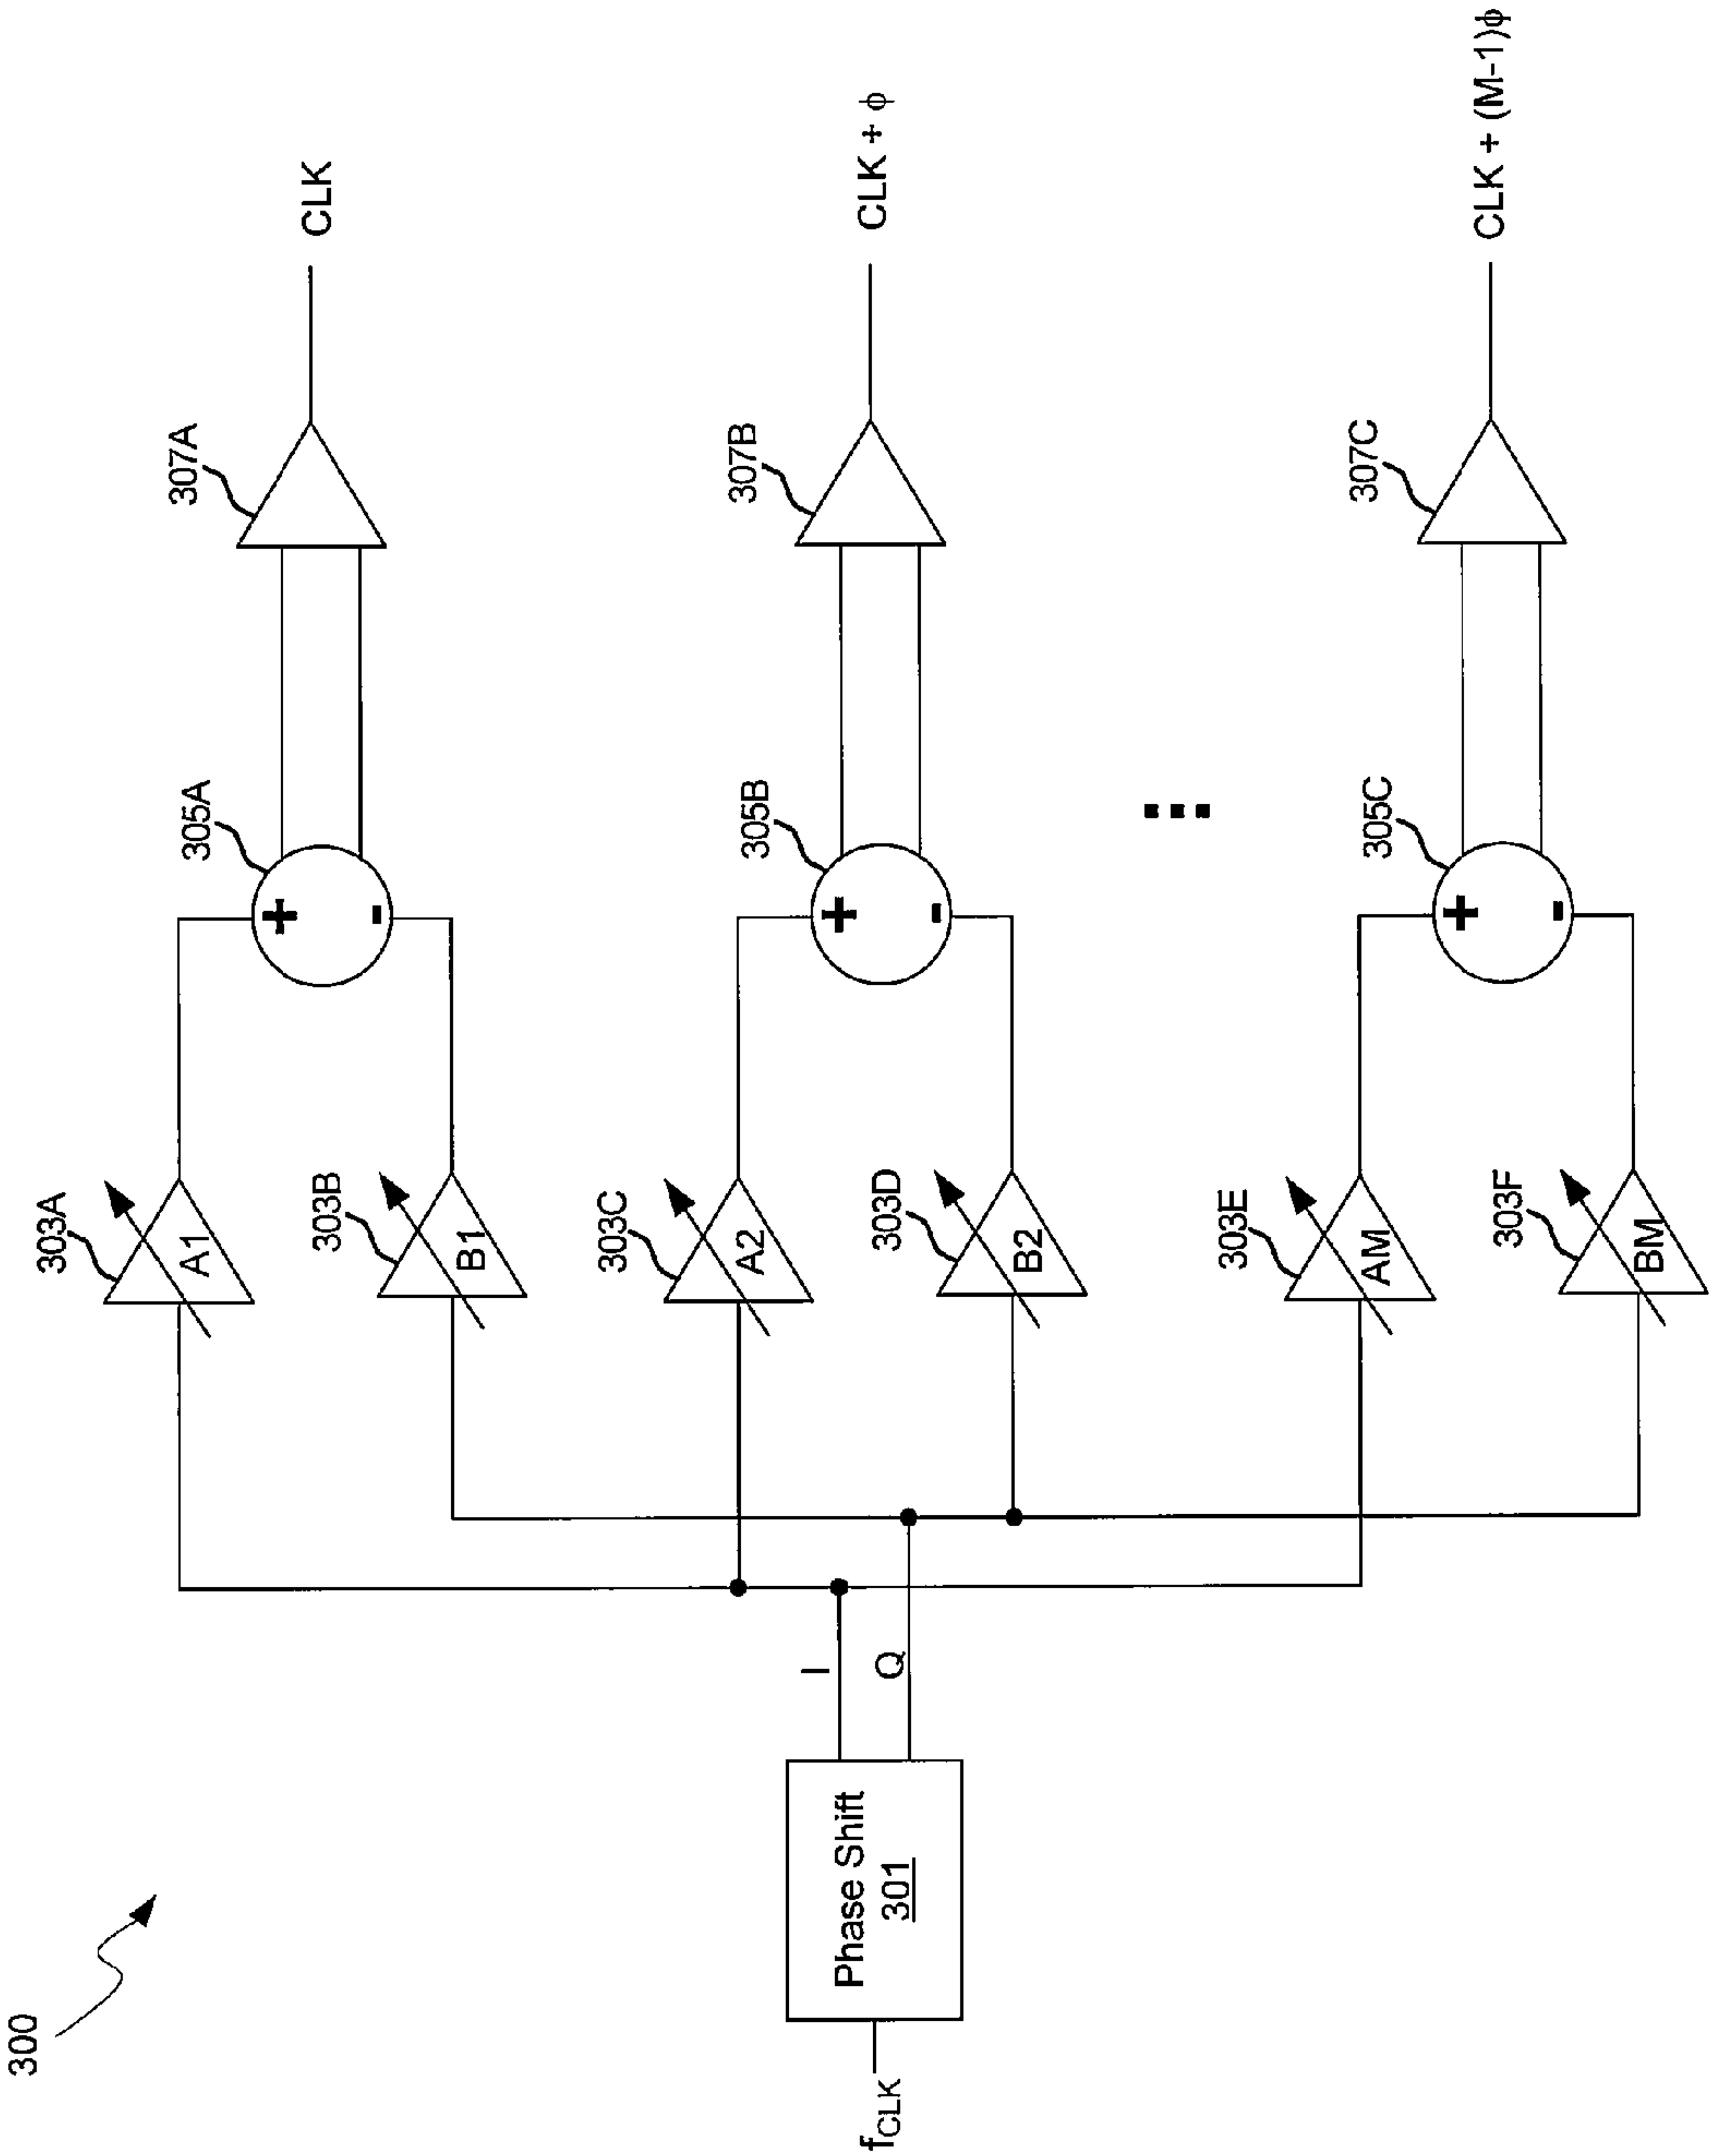 300
fCLK
Phase Shift
301
I
Q
303A
A1
303B
B1
303C
A2
303D
B2
303E
AM
303F
BM
305A
+
-
305B
+
-
305C
+
-
307A
307B
307C
CLK
CLK + ϕ
CLK + (M-1)ϕ